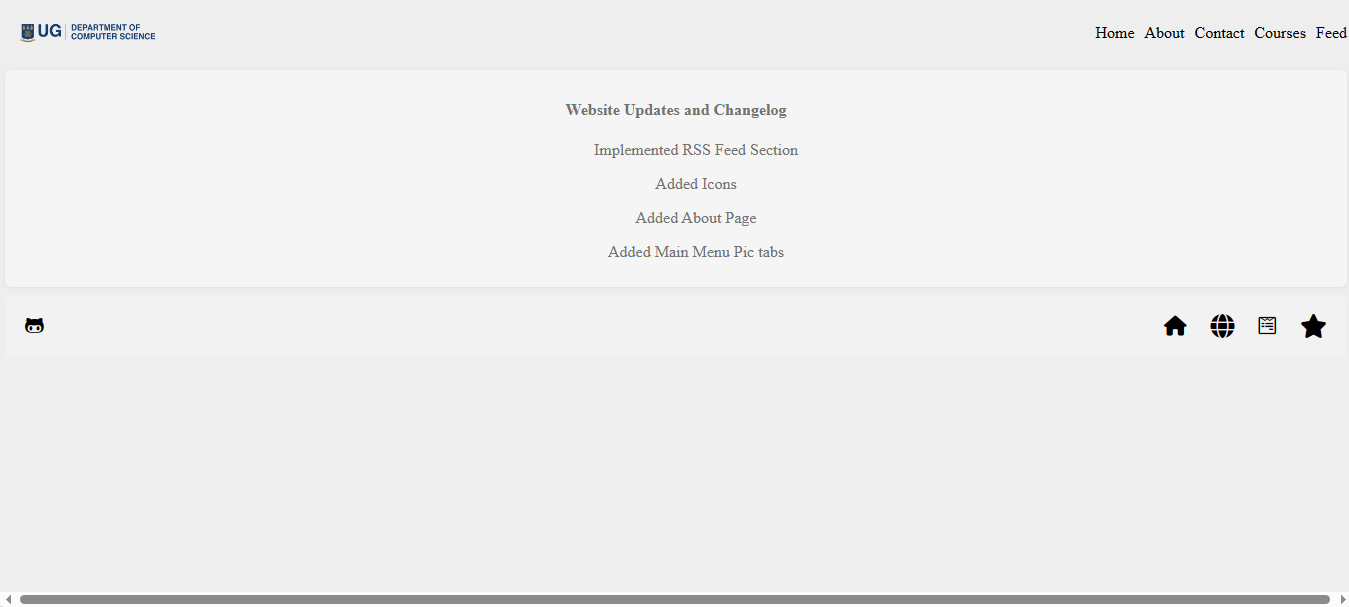 UG DEPARTMENT OF
COMPUTER SCIENCE
Home About Contact Courses Feed
Website Updates and Changelog
Implemented RSS Feed Section
Added Icons
Added About Page
Added Main Menu Pic tabs